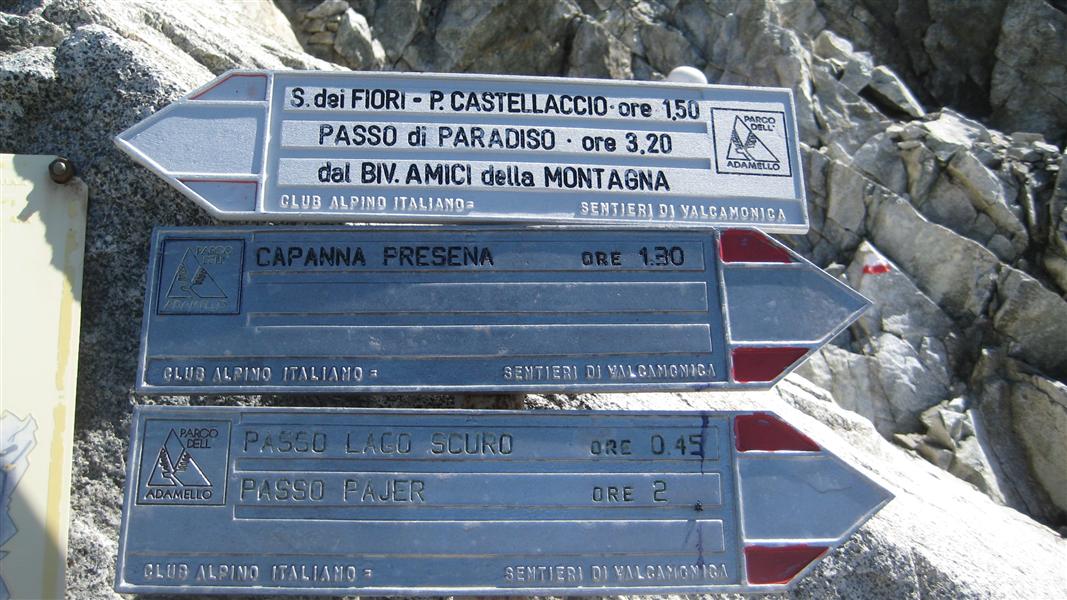 S. dei FIORI - P. CASTELLACCIO · ore 1,50
PASSO di PARADISO · ore 3.20
dal BIV. AMICI della MONTAGNA
PARCO
DELL'
ADAMELLO
CLUB ALPINO ITALIANO=
SENTIERI DI VALCAMONICA
PARCO
DELL'
ADAMELLO
CAPANNA PRESENA ORE 1.30
CLUB ALPINO ITALIANO =
SENTIERI DI VALCAMONICA
PARCO
DELL'
ADAMELLO
PASSO LAGO SCURO ORE 0.45
PASSO PAJER ORE 2
CLUB ALPINO ITALIANO =
SENTIERI DI VALCAMONICA